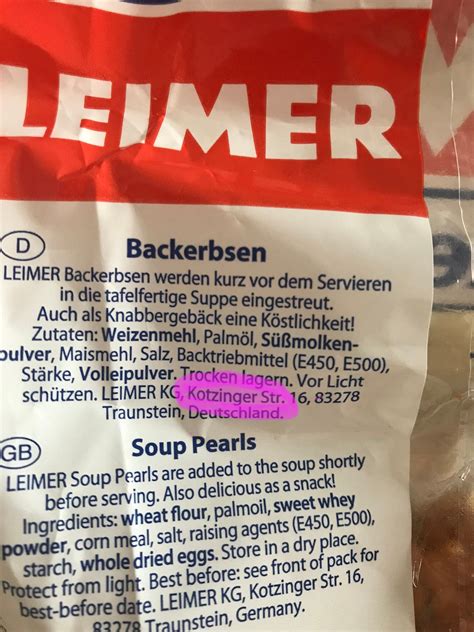 LEIMER
D
Backerbsen
LEIMER Backerbsen werden kurz vor dem Servieren
in die tafelfertige Suppe eingestreut.
Auch als Knabbergebäck eine Köstlichkeit!
Zutaten: Weizenmehl, Palmöl, Süßmolken-
pulver, Maismehl, Salz, Backtriebmittel (E450, E500),
Stärke, Volleipulver. Trocken lagern. Vor Licht
schützen. LEIMER KG, Kotzinger Str. 16, 83278
Traunstein, Deutschland.
GB
Soup Pearls
LEIMER Soup Pearls are added to the soup shortly
before serving. Also delicious as a snack!
Ingredients: wheat flour, palmoil, sweet whey
powder, corn meal, salt, raising agents (E450, E500),
starch, whole dried eggs. Store in a dry place.
Protect from light. Best before: see front of pack for
best-before date. LEIMER KG, Kotzinger Str. 16,
83278 Traunstein, Germany.